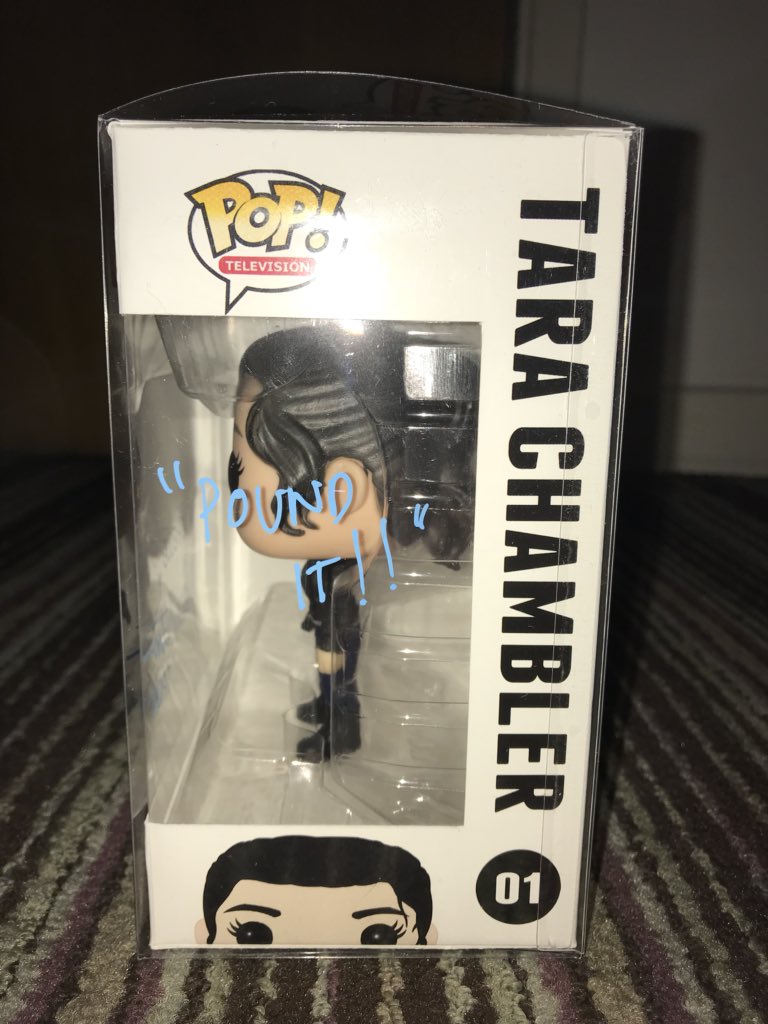 POP!
TELEVISION
TARA CHAMBLER
"POUND
IT!!"
01